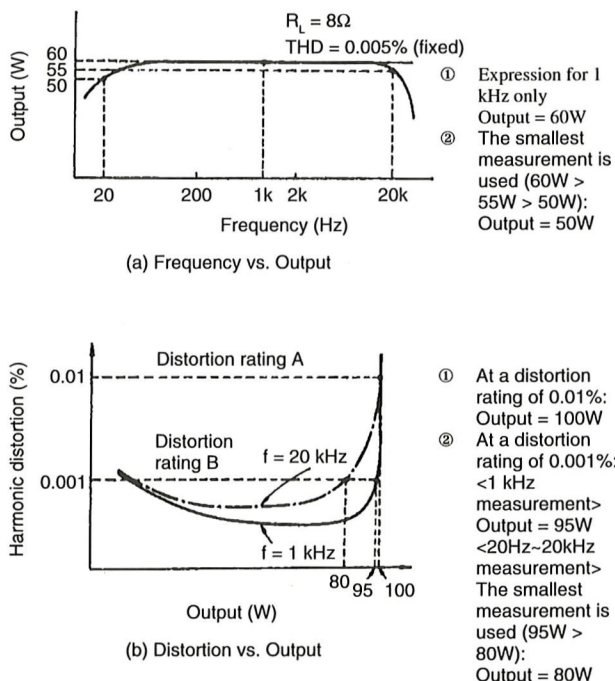 R_L = 8Ω
THD = 0.005% (fixed)
Output (W)
60
55
50
20
200
1k
2k
20k
Frequency (Hz)
(a) Frequency vs. Output
① Expression for 1
kHz only
Output = 60W
② The smallest
measurement is
used (60W >
55W > 50W):
Output = 50W
Harmonic distortion (%)
0.01
0.001
Distortion rating A
Distortion
rating B
f = 20 kHz
f = 1 kHz
80
95
100
Output (W)
(b) Distortion vs. Output
① At a distortion
rating of 0.01%:
Output = 100W
② At a distortion
rating of 0.001%:
<1 kHz
measurement>
Output = 95W
<20Hz~20kHz
measurement>
The smallest
measurement is
used (95W >
80W):
Output = 80W